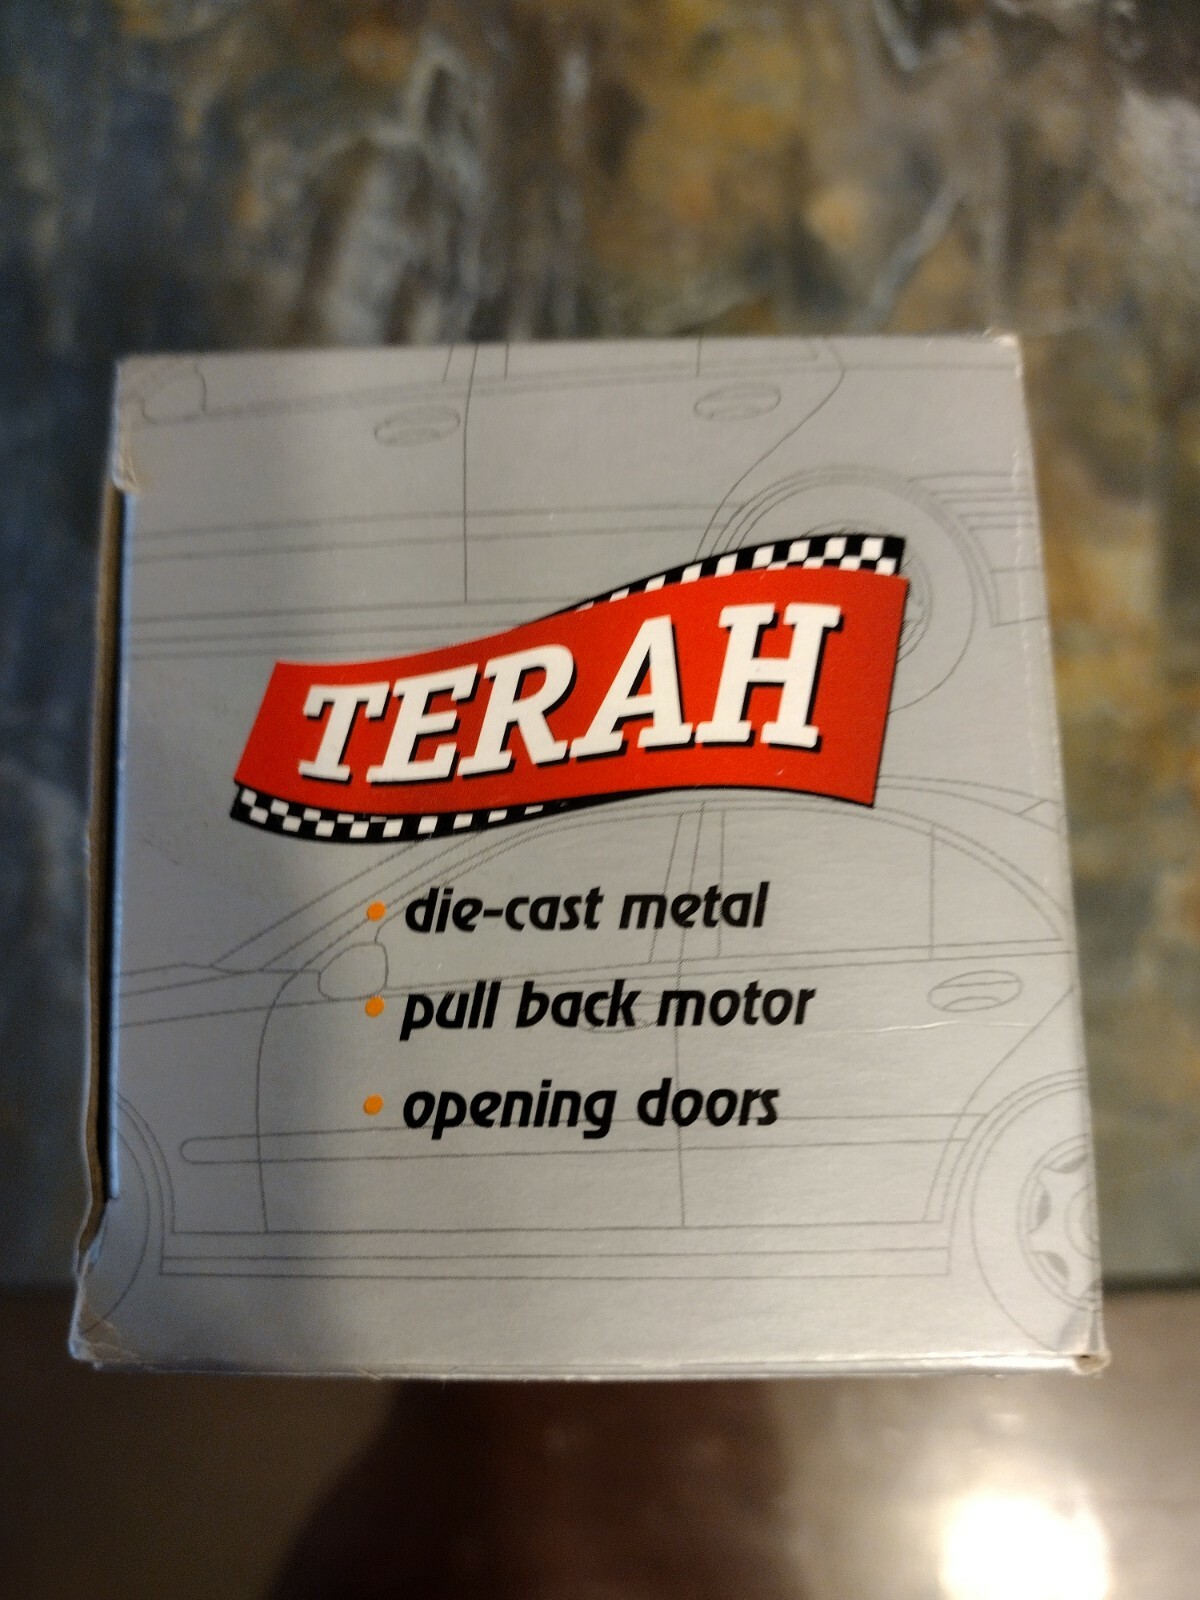 TERAH
• die-cast metal
• pull back motor
• opening doors